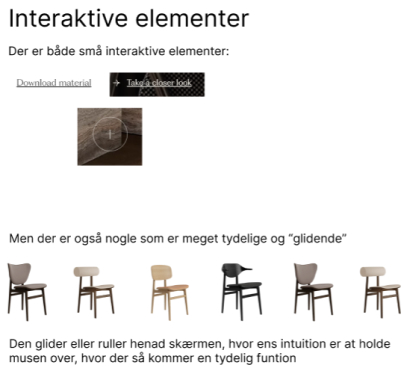 Interaktive elementer
Der er både små interaktive elementer:
Download material
Take a closer look
Men der er også nogle som er meget tydelige og “glidende”
Den glider eller ruller henad skærmen, hvor ens intuition er at holde
musen over, hvor der så kommer en tydelig funtion